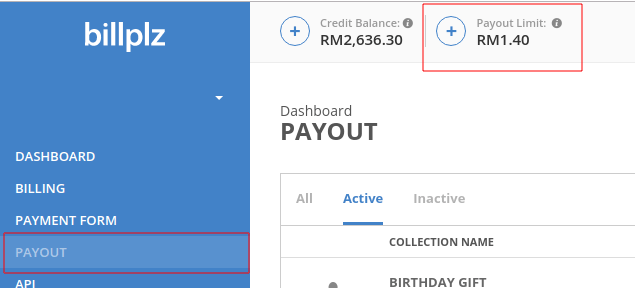 billplz
Credit Balance:
RM2,636.30
Payout Limit:
RM1.40
Dashboard
PAYOUT
DASHBOARD
BILLING
PAYMENT FORM
PAYOUT
API
All
Active
Inactive
COLLECTION NAME
BIRTHDAY GIFT